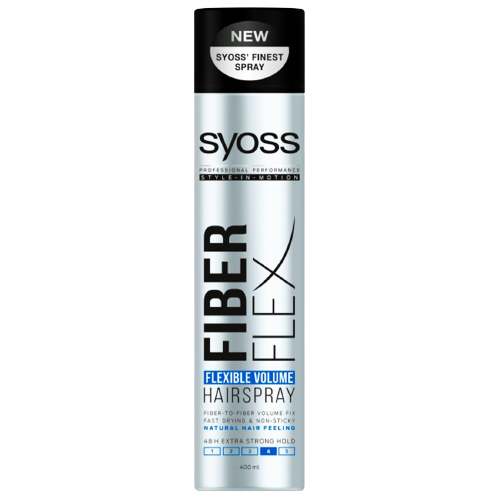 NEW
SYOSS' FINEST
SPRAY
syoss
PROFESSIONAL PERFORMANCE
STYLE-IN-MOTION
FIBER
FLEX
FLEXIBLE VOLUME
HAIRSPRAY
FIBER-TO-FIBER VOLUME FIX
FAST DRYING & NON-STICKY
NATURAL HAIR FEELING
48H EXTRA STRONG HOLD
1 2 3 4 5
400 ml